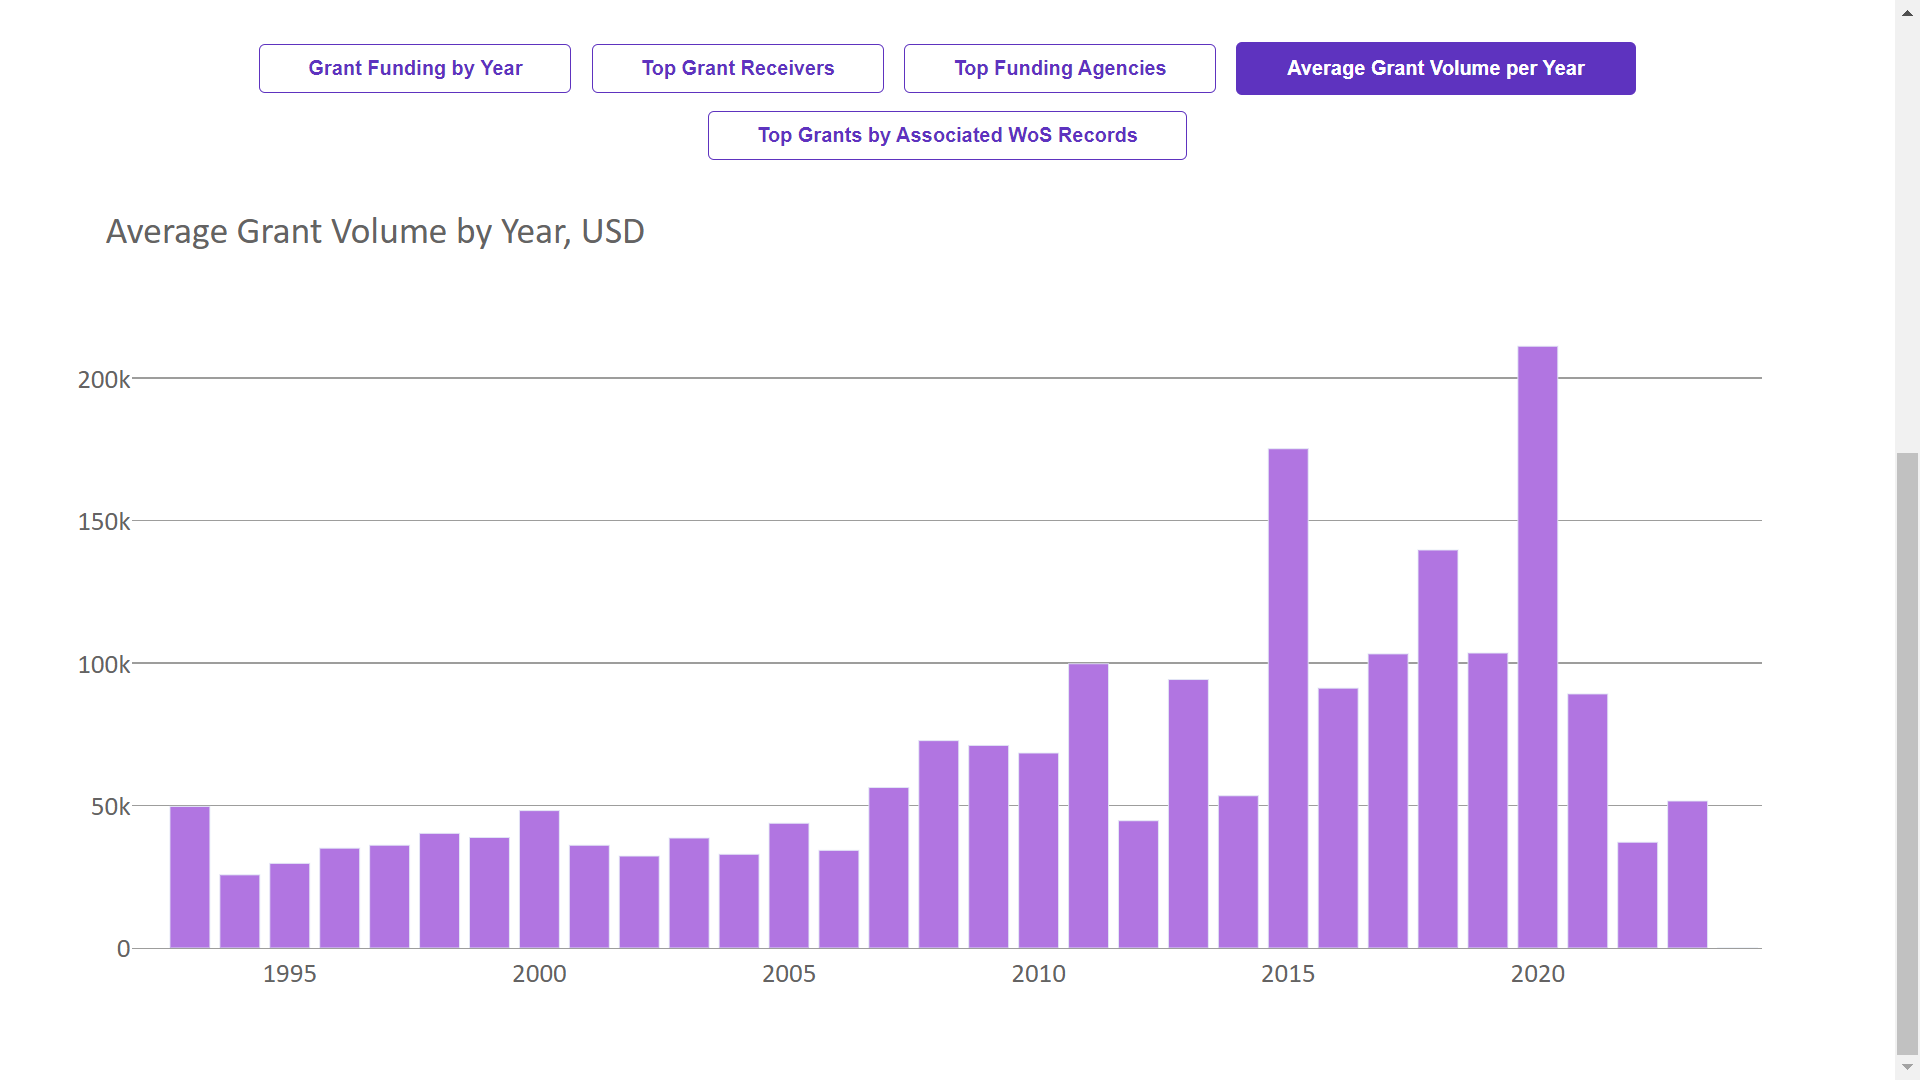 Grant Funding by Year
Top Grant Receivers
Top Funding Agencies
Average Grant Volume per Year
Top Grants by Associated WoS Records
Average Grant Volume by Year, USD
200k
150k
100k
50k
0
1995 2000 2005 2010 2015 2020